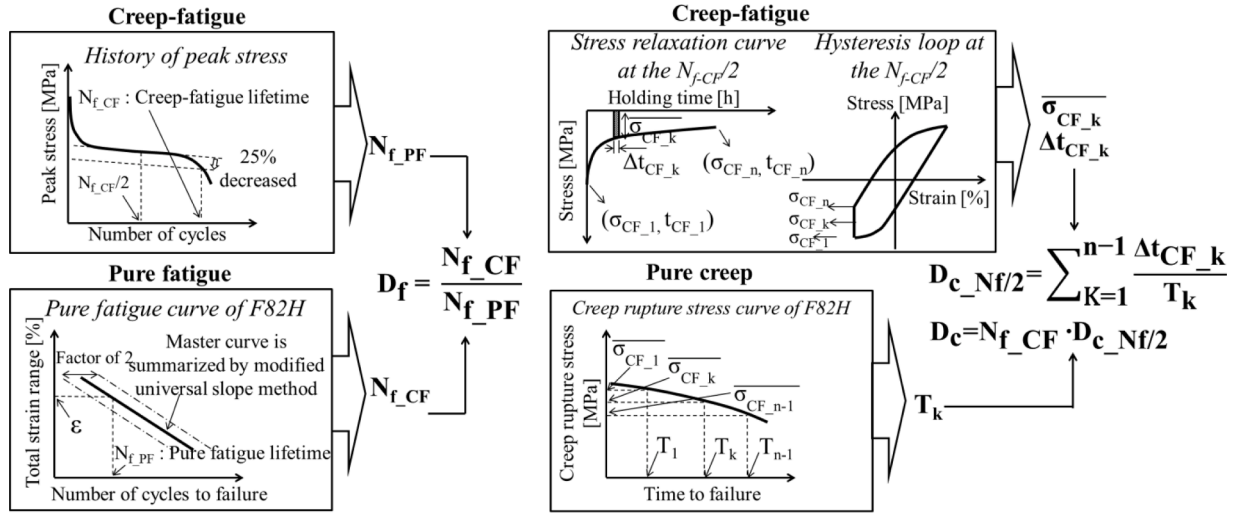 Creep-fatigue
History of peak stress
Peak stress [MPa]
N_f_CF : Creep-fatigue lifetime
25%
decreased
N_f_CF/2
Number of cycles
N_f_PF
Pure fatigue
Pure fatigue curve of F82H
Total strain range [%]
Factor of 2
Master curve is
summarized by modified
universal slope method
ε
N_f_PF : Pure fatigue lifetime
Number of cycles to failure
N_f_CF
D_f = N_f_CF / N_f_PF
Creep-fatigue
Stress relaxation curve
at the N_f-CF/2
Holding time [h]
Stress [MPa]
σ_CF_k
Δt_CF_k
(σ_CF_n, t_CF_n)
(σ_CF_1, t_CF_1)
Hysteresis loop at
the N_f-CF/2
Stress [MPa]
Strain [%]
σ_CF_n
σ_CF_k
σ_CF_1
σ_CF_k
Δt_CF_k
Pure creep
Creep rupture stress curve of F82H
Creep rupture stress
[MPa]
σ_CF_1
σ_CF_k
σ_CF_n-1
T_1
T_k
T_n-1
Time to failure
T_k
D_c_Nf/2 = ∑ n−1 K=1 Δt_CF_k / T_k
D_c=N_f_CF ·D_c_Nf/2